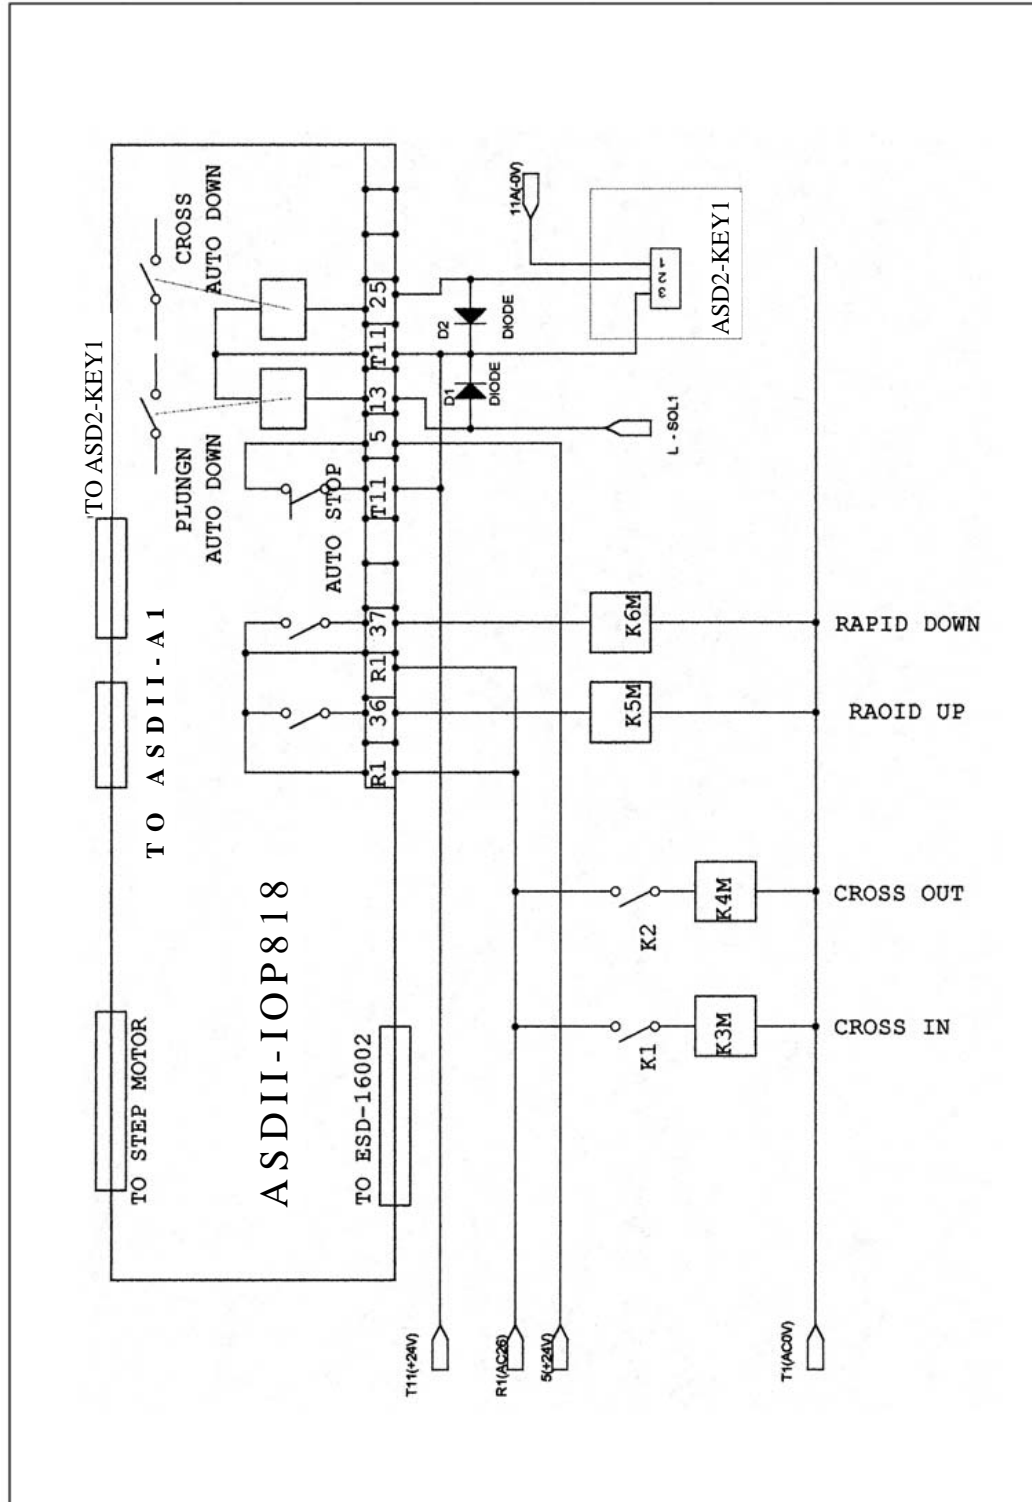 TO ASD2-KEY1
CROSS
AUTO DOWN
PLUNGN
AUTO DOWN
AUTO STOP
25
T11
13
5
T11
37
R1
36
R1
11A(-0V)
1
2
3
ASD2-KEY1
D2
DIODE
D1
DIODE
L - SOL1
TO ASDII-A1
K6M
RAPID DOWN
K5M
RAOID UP
K4M
K2
CROSS OUT
K3M
K1
CROSS IN
TO STEP MOTOR
ASDII-IOP818
TO ESD-16002
T11(+24V)
R1(AC26)
5(+24V)
T1(AC0V)